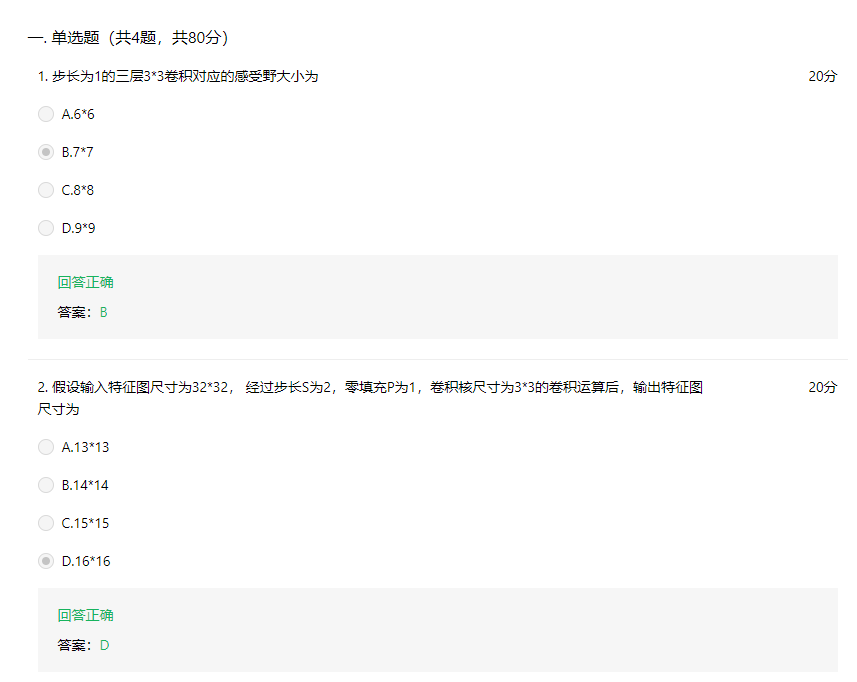 一. 单选题（共4题，共80分）
1. 步长为1的三层3*3卷积对应的感受野大小为 20分
A.6*6
B.7*7
C.8*8
D.9*9
回答正确
答案：B
2. 假设输入特征图尺寸为32*32， 经过步长S为2，零填充P为1，卷积核尺寸为3*3的卷积运算后，输出特征图 20分
尺寸为
A.13*13
B.14*14
C.15*15
D.16*16
回答正确
答案：D